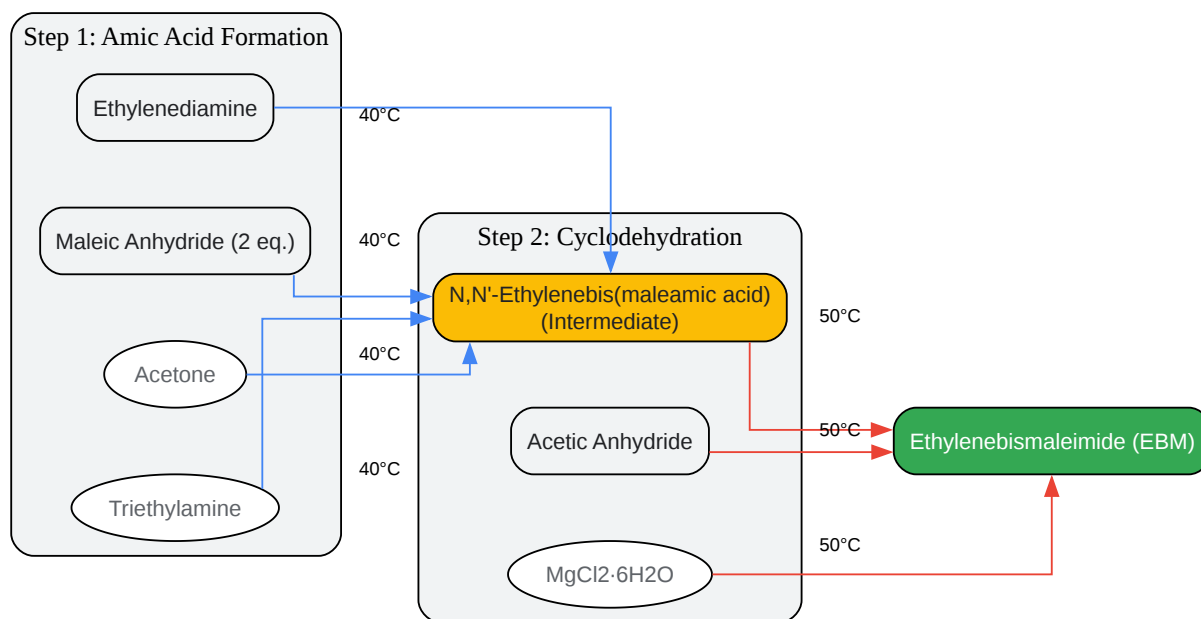 Step 1: Amic Acid Formation
Ethylenediamine
40°C
Maleic Anhydride (2 eq.)
40°C
Acetone
40°C
Triethylamine
40°C
Step 2: Cyclodehydration
N,N'-Ethylenebis(maleamic acid)
(Intermediate)
50°C
Acetic Anhydride
50°C
MgCl2·6H2O
50°C
Ethylenebismaleimide (EBM)